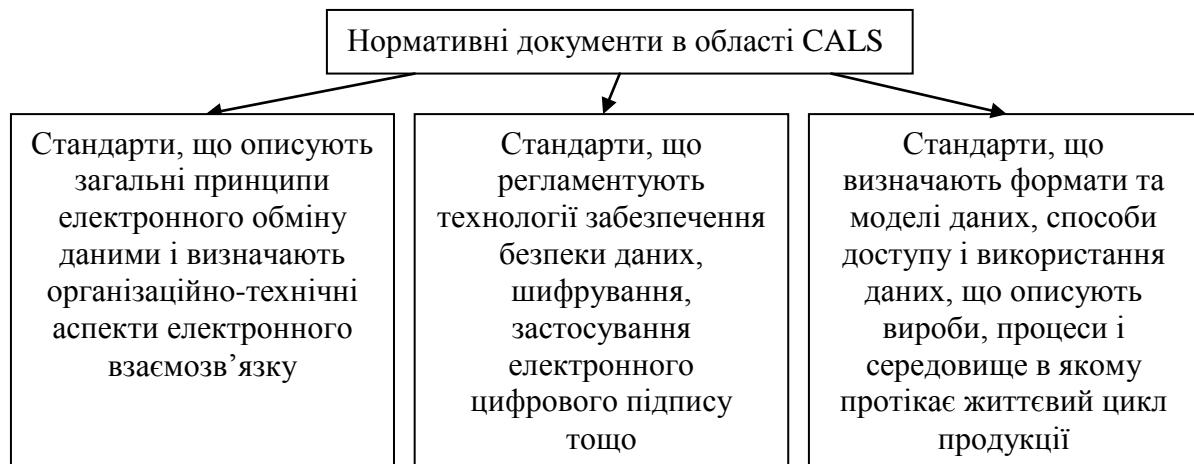 Нормативні документи в області CALS
Стандарти, що описують
загальні принципи
електронного обміну
даними і визначають
організаційно-технічні
аспекти електронного
взаємозв’язку
Стандарти, що
регламентують
технології забезпечення
безпеки даних,
шифрування,
застосування
електронного
цифрового підпису
тощо
Стандарти, що
визначають формати та
моделі даних, способи
доступу і використання
даних, що описують
вироби, процеси і
середовище в якому
протікає життєвий цикл
продукції